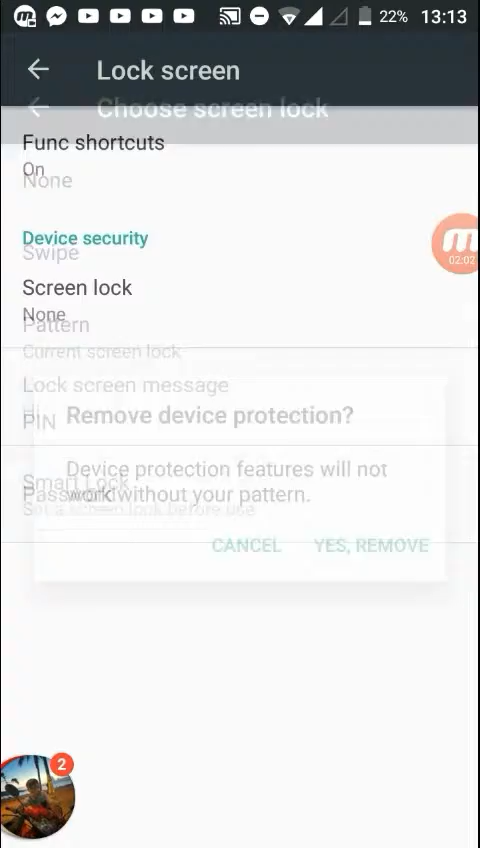 22% 13:13
Lock screen
Choose screen lock
Func shortcuts
On
None
Device security
Swipe
02:02
Screen lock
None
Pattern
Current screen lock
Lock screen message
PIN
Remove device protection?
Device protection features will not
work without your pattern.
Smart Lock
Password
Set a screen lock before use
CANCEL YES, REMOVE
2